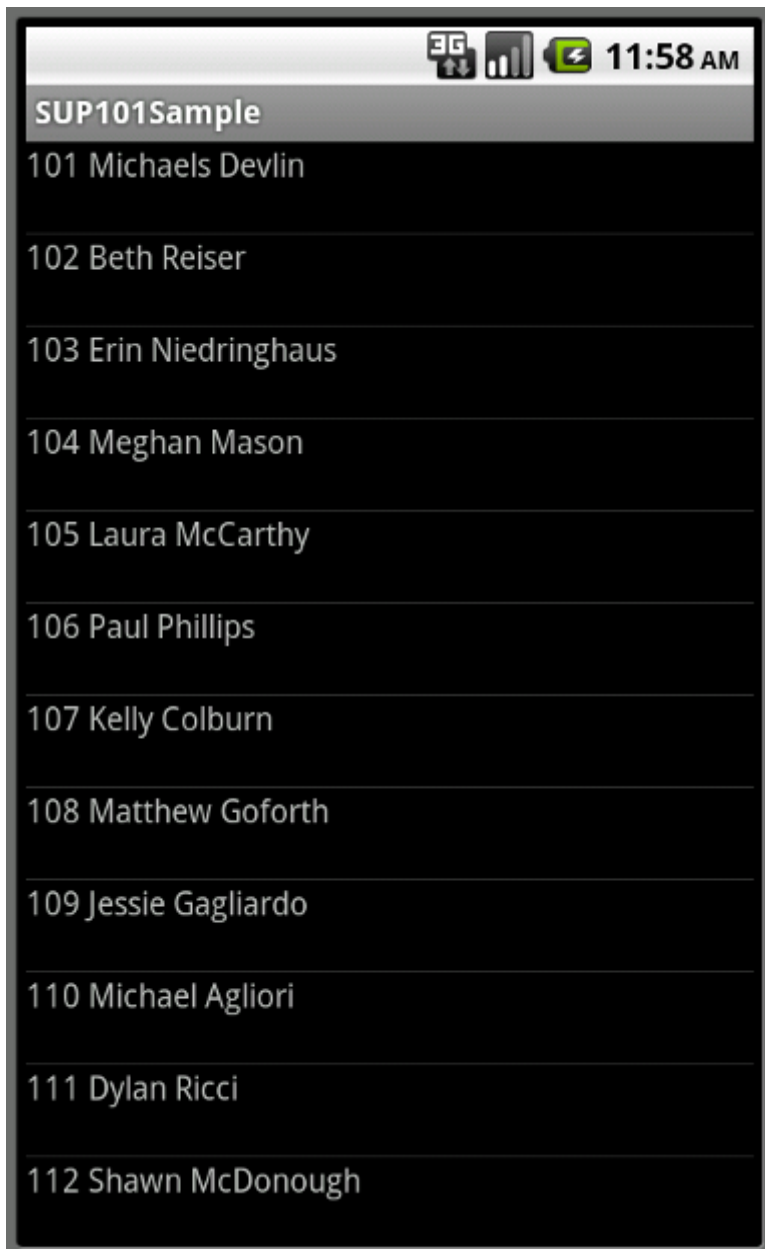 3G 11:58 AM
SUP101Sample
101 Michaels Devlin
102 Beth Reiser
103 Erin Niedringhaus
104 Meghan Mason
105 Laura McCarthy
106 Paul Phillips
107 Kelly Colburn
108 Matthew Goforth
109 Jessie Gagliardo
110 Michael Agliori
111 Dylan Ricci
112 Shawn McDonough